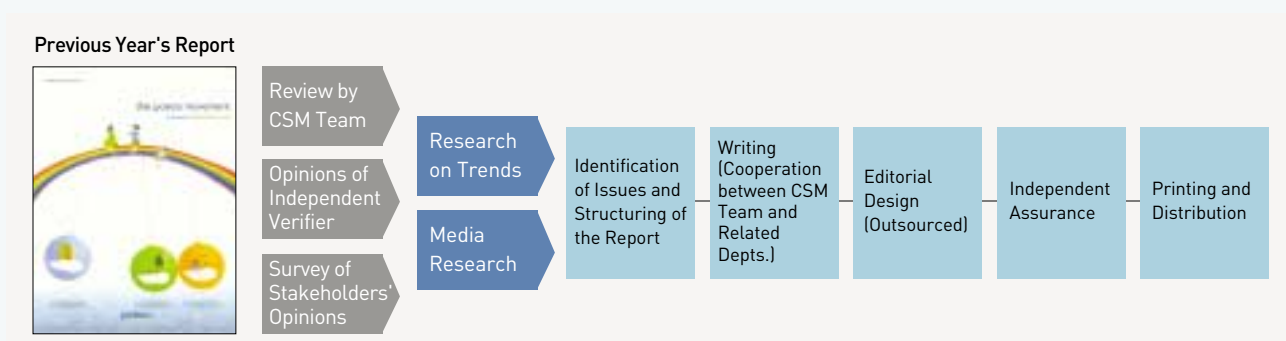 Previous Year's Report
Review by
CSM Team
Opinions of
Independent
Verifier
Survey of
Stakeholders'
Opinions
Research
on Trends
Media
Research
Identification
of Issues and
Structuring of
the Report
Writing
(Cooperation
between CSM
Team and
Related
Depts.)
Editorial
Design
(Outsourced)
Independent
Assurance
Printing and
Distribution